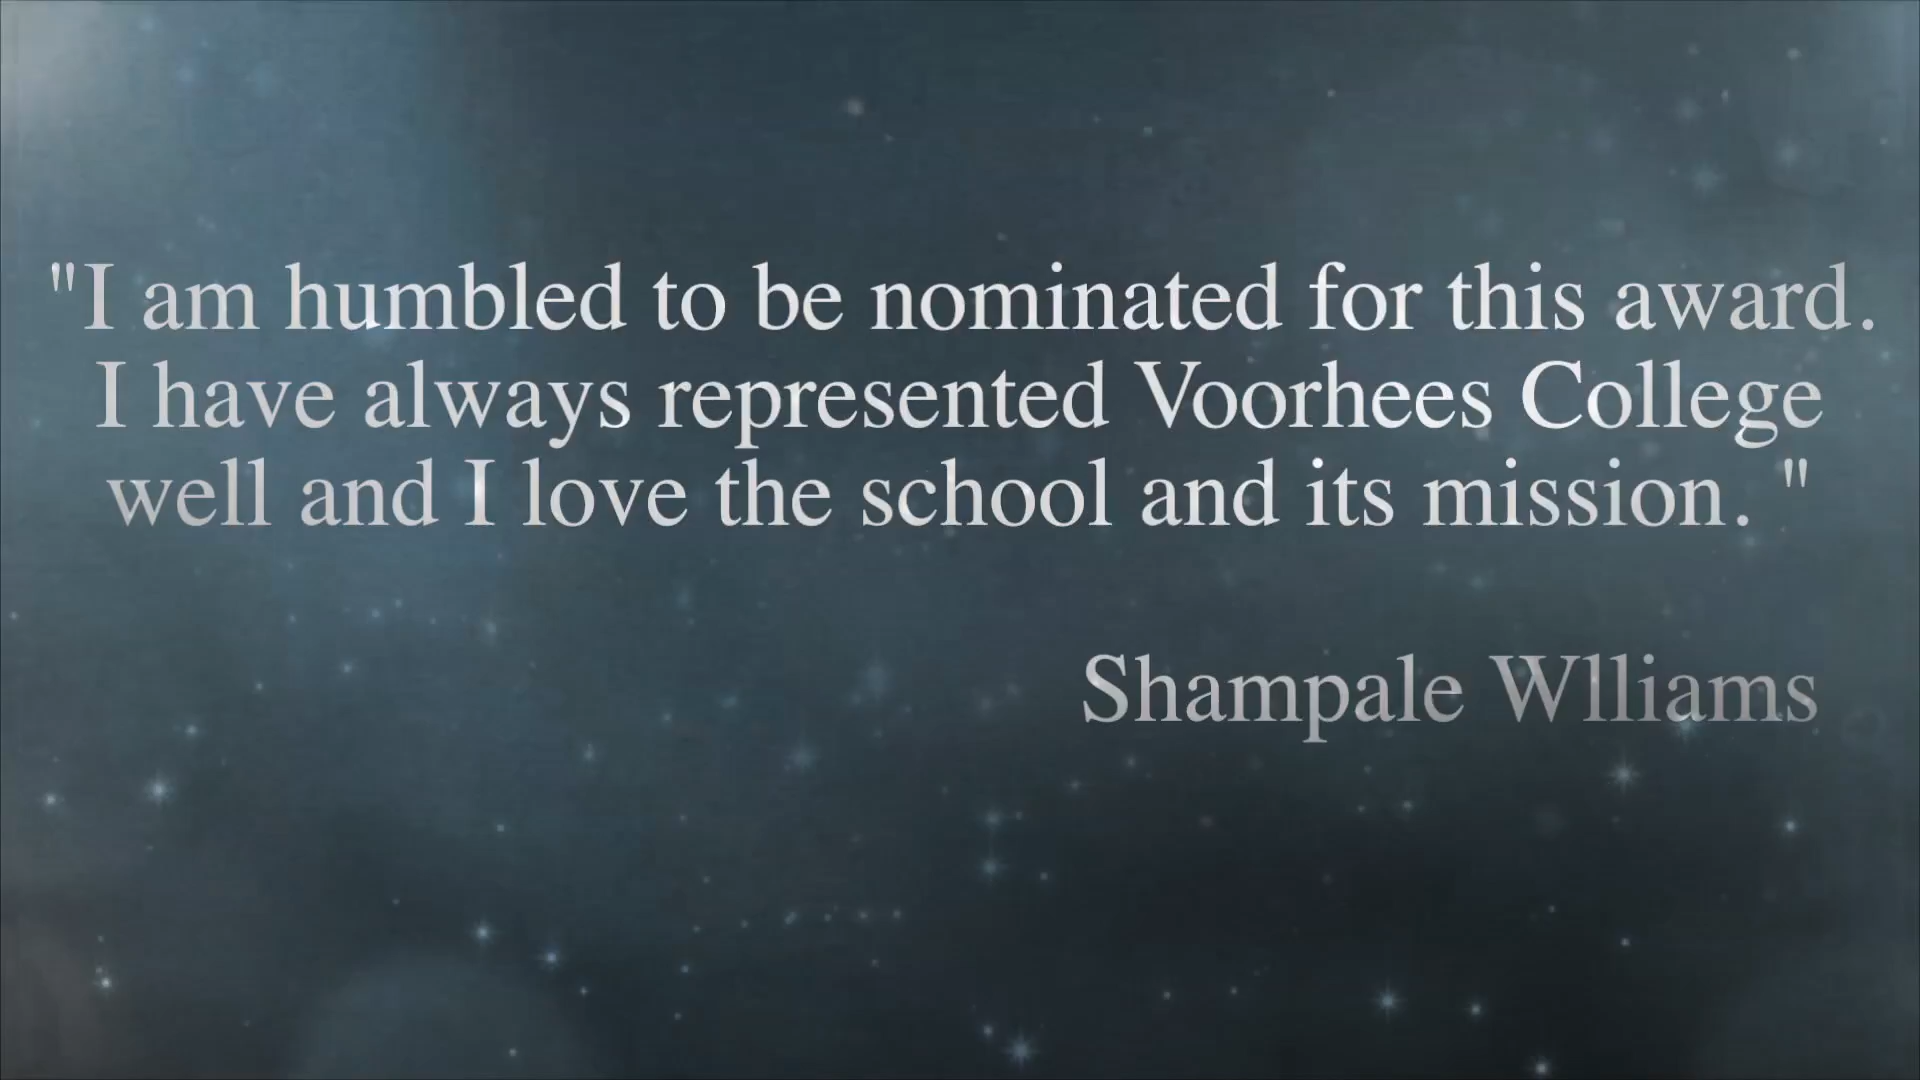 "I am humbled to be nominated for this award.
I have always represented Voorhees College
well and I love the school and its mission. "
Shampale Wlliams